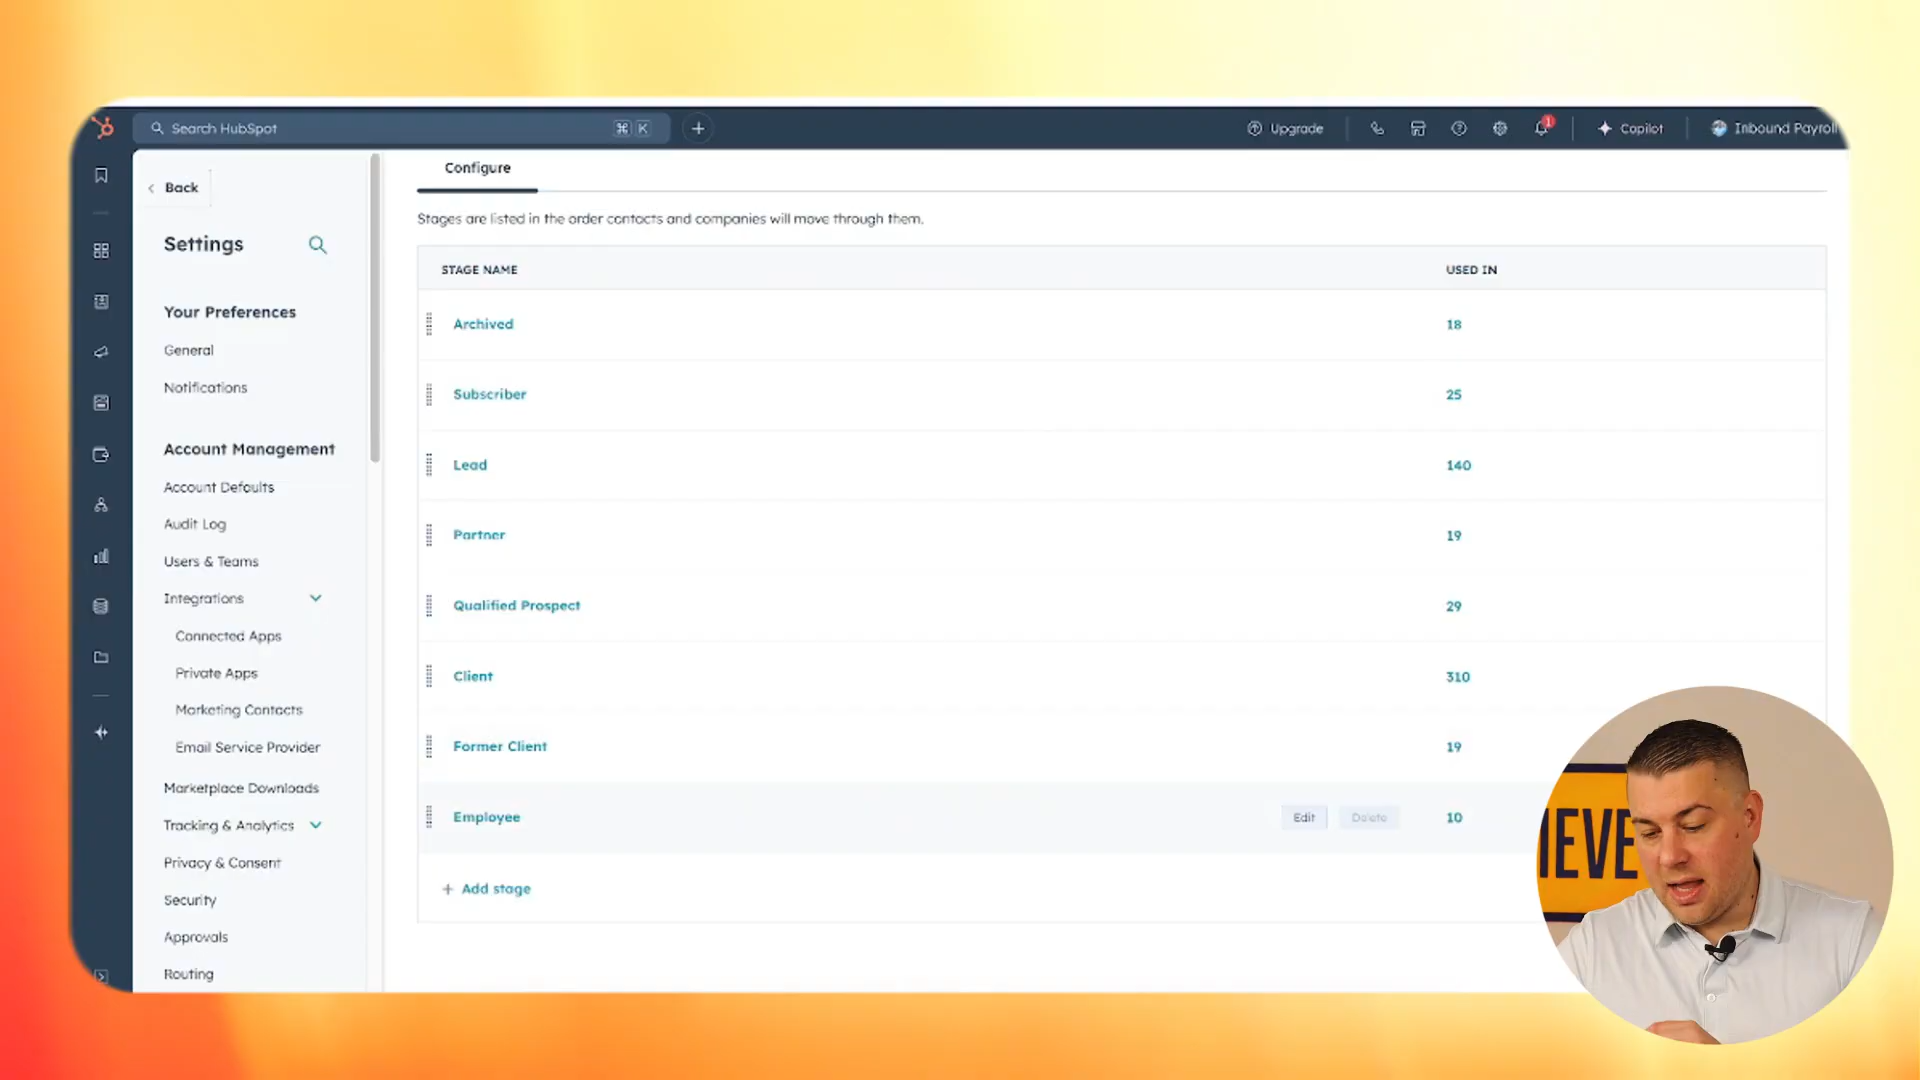 Search HubSpot
⌘ K
Upgrade
1
Copilot
Inbound Payroll
Back
Settings
Your Preferences
General
Notifications
Account Management
Account Defaults
Audit Log
Users & Teams
Integrations
Connected Apps
Private Apps
Marketing Contacts
Email Service Provider
Marketplace Downloads
Tracking & Analytics
Privacy & Consent
Security
Approvals
Routing
Configure
Stages are listed in the order contacts and companies will move through them.
STAGE NAME USED IN
Archived 18
Subscriber 25
Lead 140
Partner 19
Qualified Prospect 29
Client 310
Former Client 19
Employee Edit Delete 10
+ Add stage
IEVE